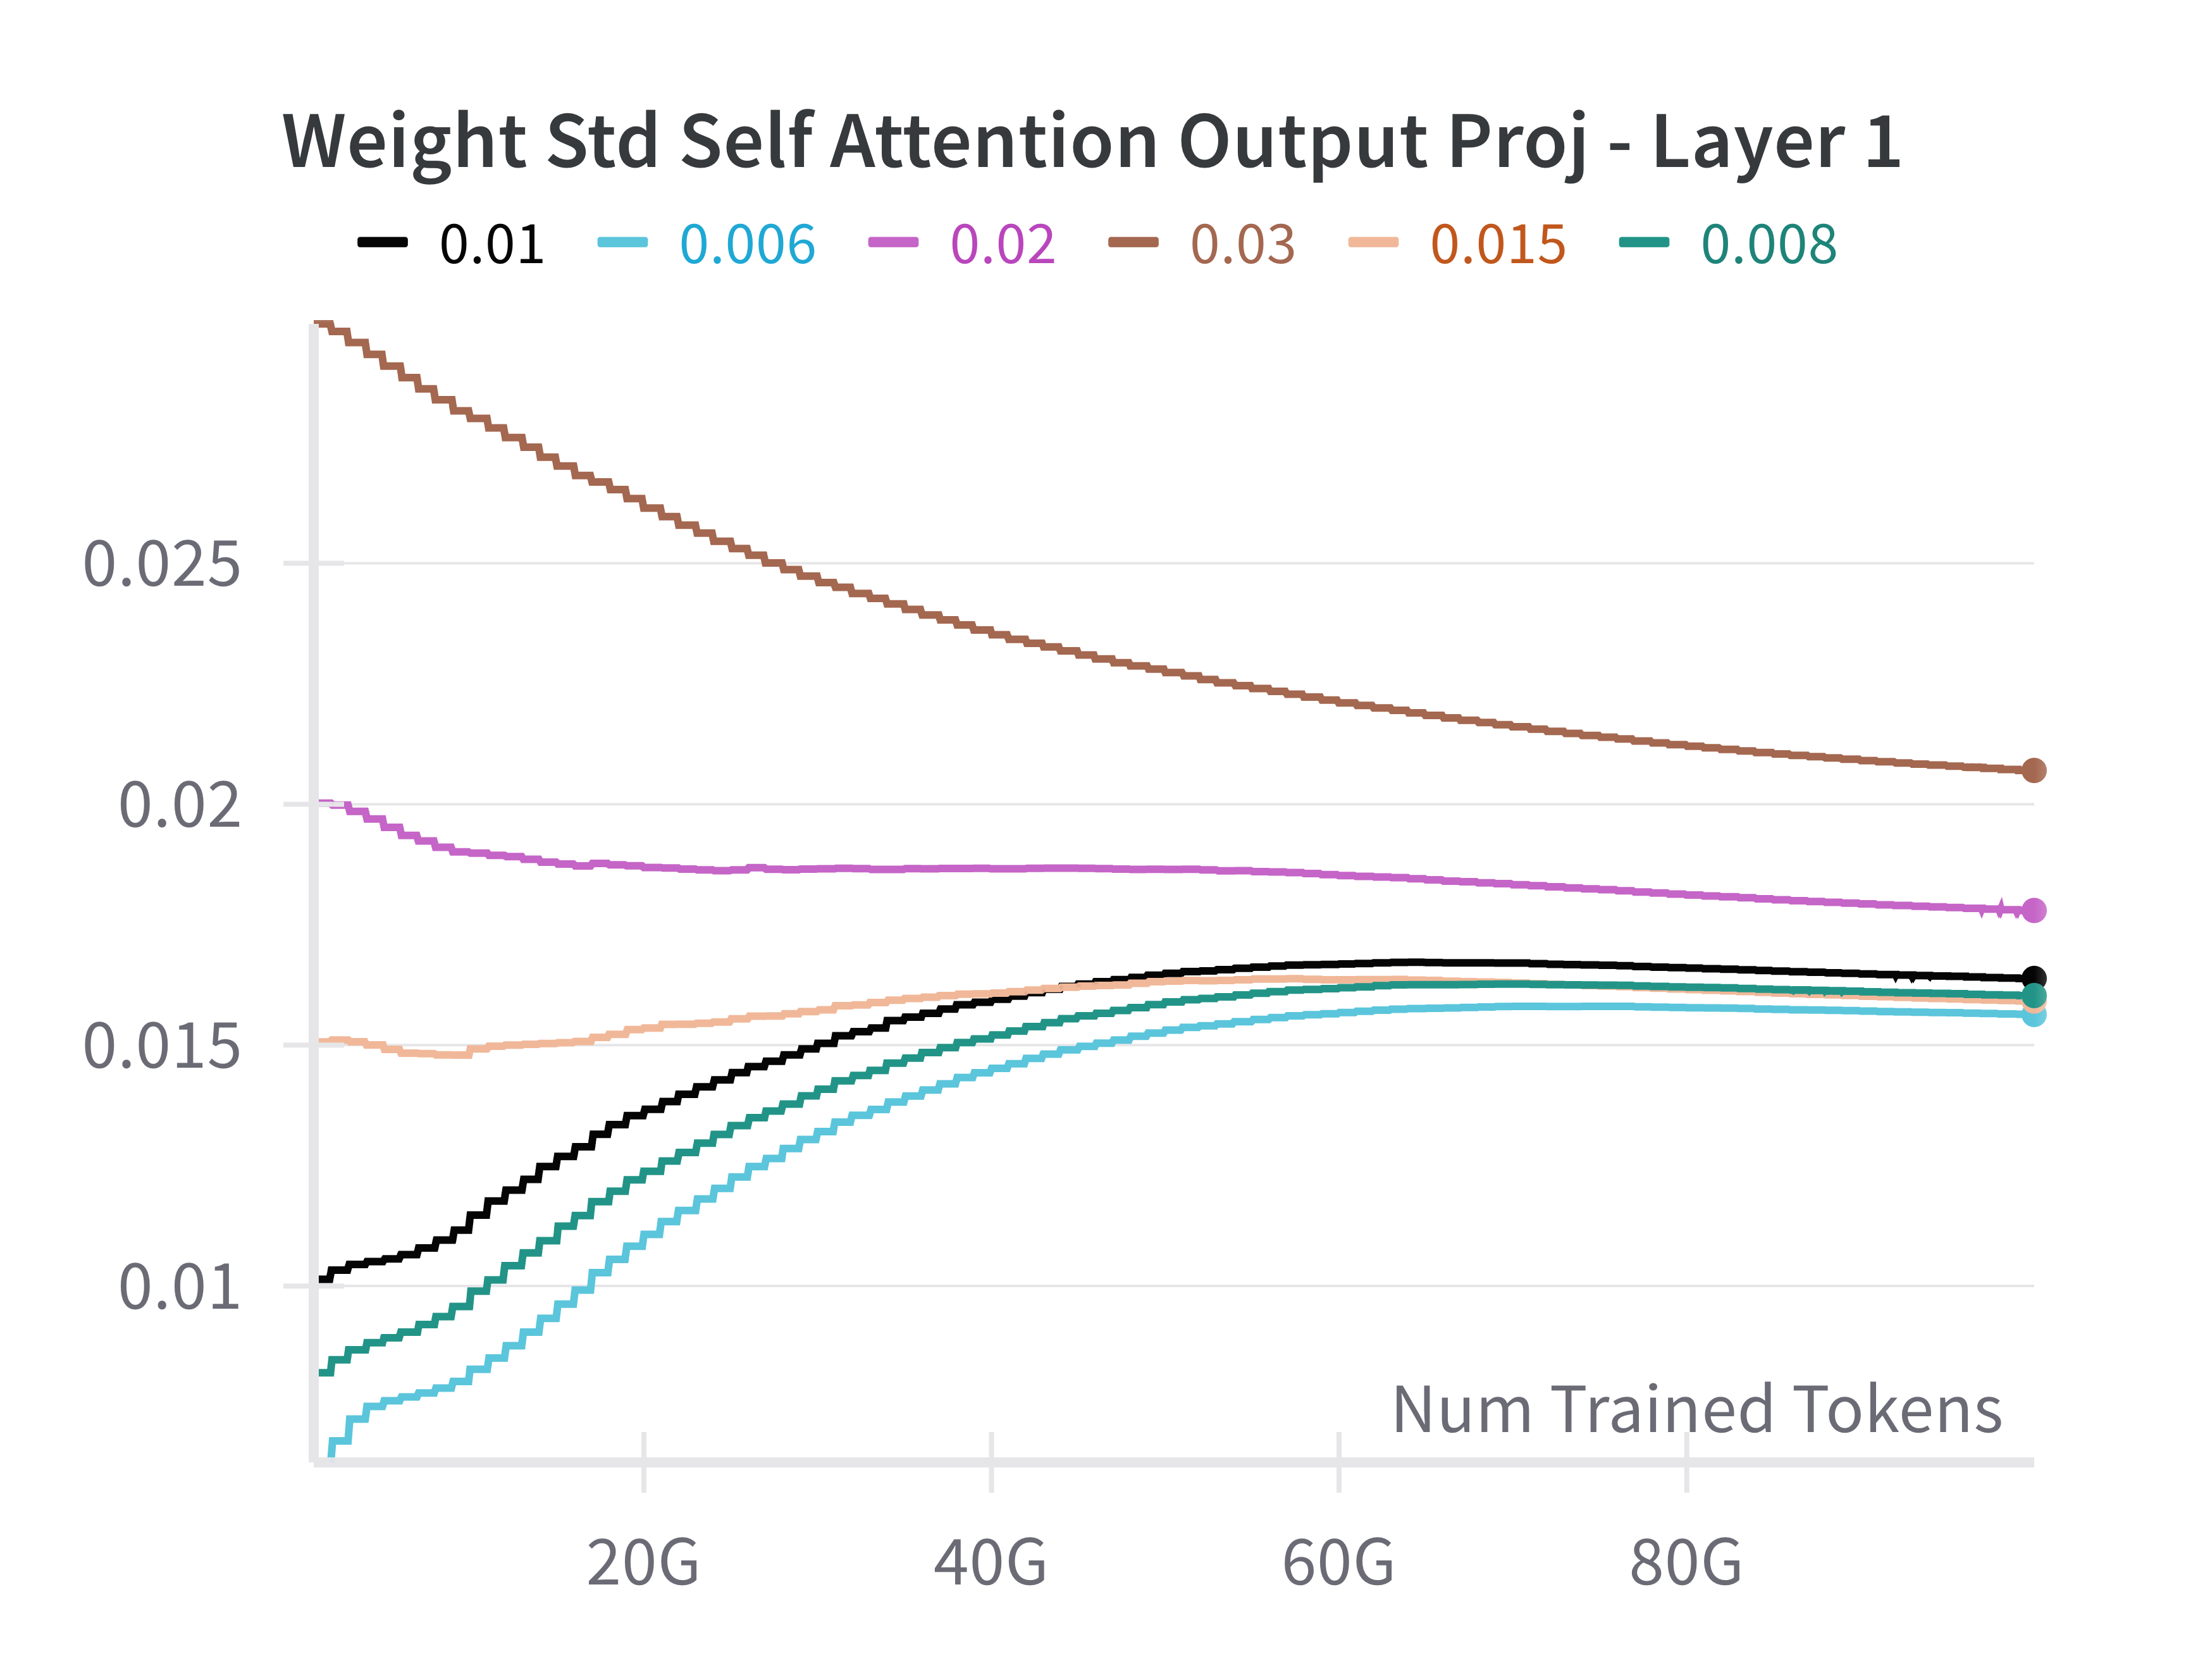 Weight Std Self Attention Output Proj - Layer 1
0.01 0.006 0.02 0.03 0.015 0.008
0.025
0.02
0.015
0.01
Num Trained Tokens
20G 40G 60G 80G